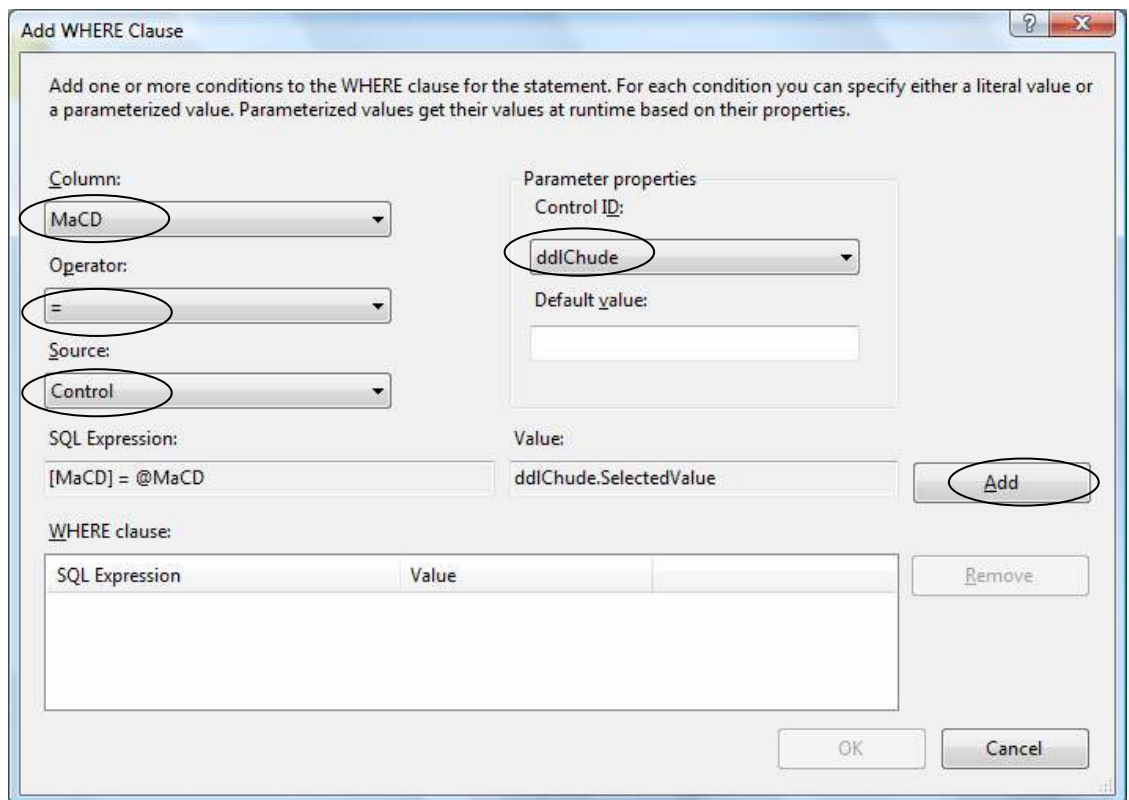 Add WHERE Clause
Add one or more conditions to the WHERE clause for the statement. For each condition you can specify either a literal value or
a parameterized value. Parameterized values get their values at runtime based on their properties.
Column:
MaCD
Operator:
=
Source:
Control
Parameter properties
Control ID:
ddlChude
Default value:
SQL Expression:
[MaCD] = @MaCD
Value:
ddlChude.SelectedValue
Add
WHERE clause:
SQL Expression Value
Remove
OK Cancel